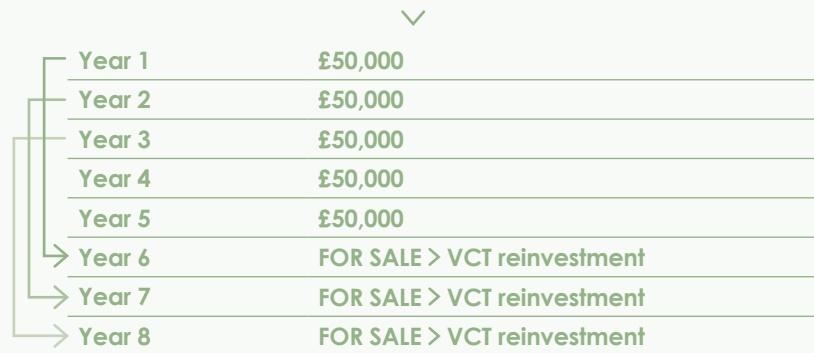 Year 1 £50,000
Year 2 £50,000
Year 3 £50,000
Year 4 £50,000
Year 5 £50,000
Year 6 FOR SALE > VCT reinvestment
Year 7 FOR SALE > VCT reinvestment
Year 8 FOR SALE > VCT reinvestment